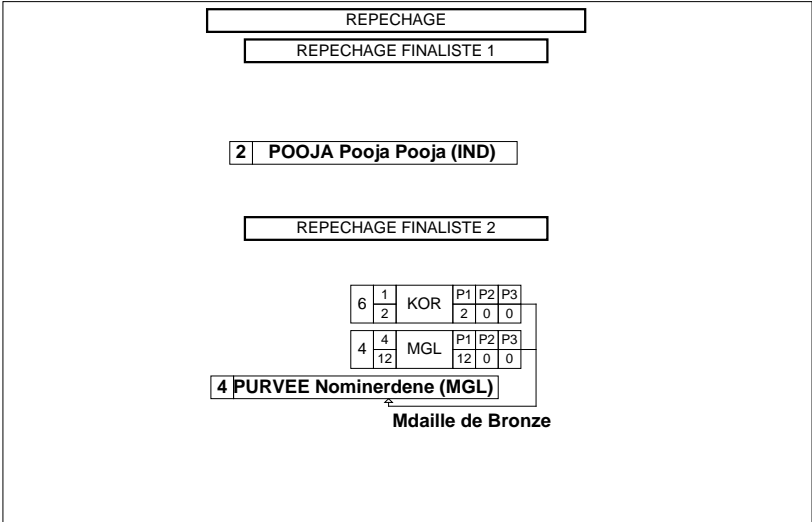 REPECHAGE
REPECHAGE FINALISTE 1
2 POOJA Pooja Pooja (IND)
REPECHAGE FINALISTE 2
6 1 2 KOR P1 P2 P3
2 0 0
4 4 12 MGL P1 P2 P3
12 0 0
4 PURVEE Nominerdene (MGL)
Mdaille de Bronze